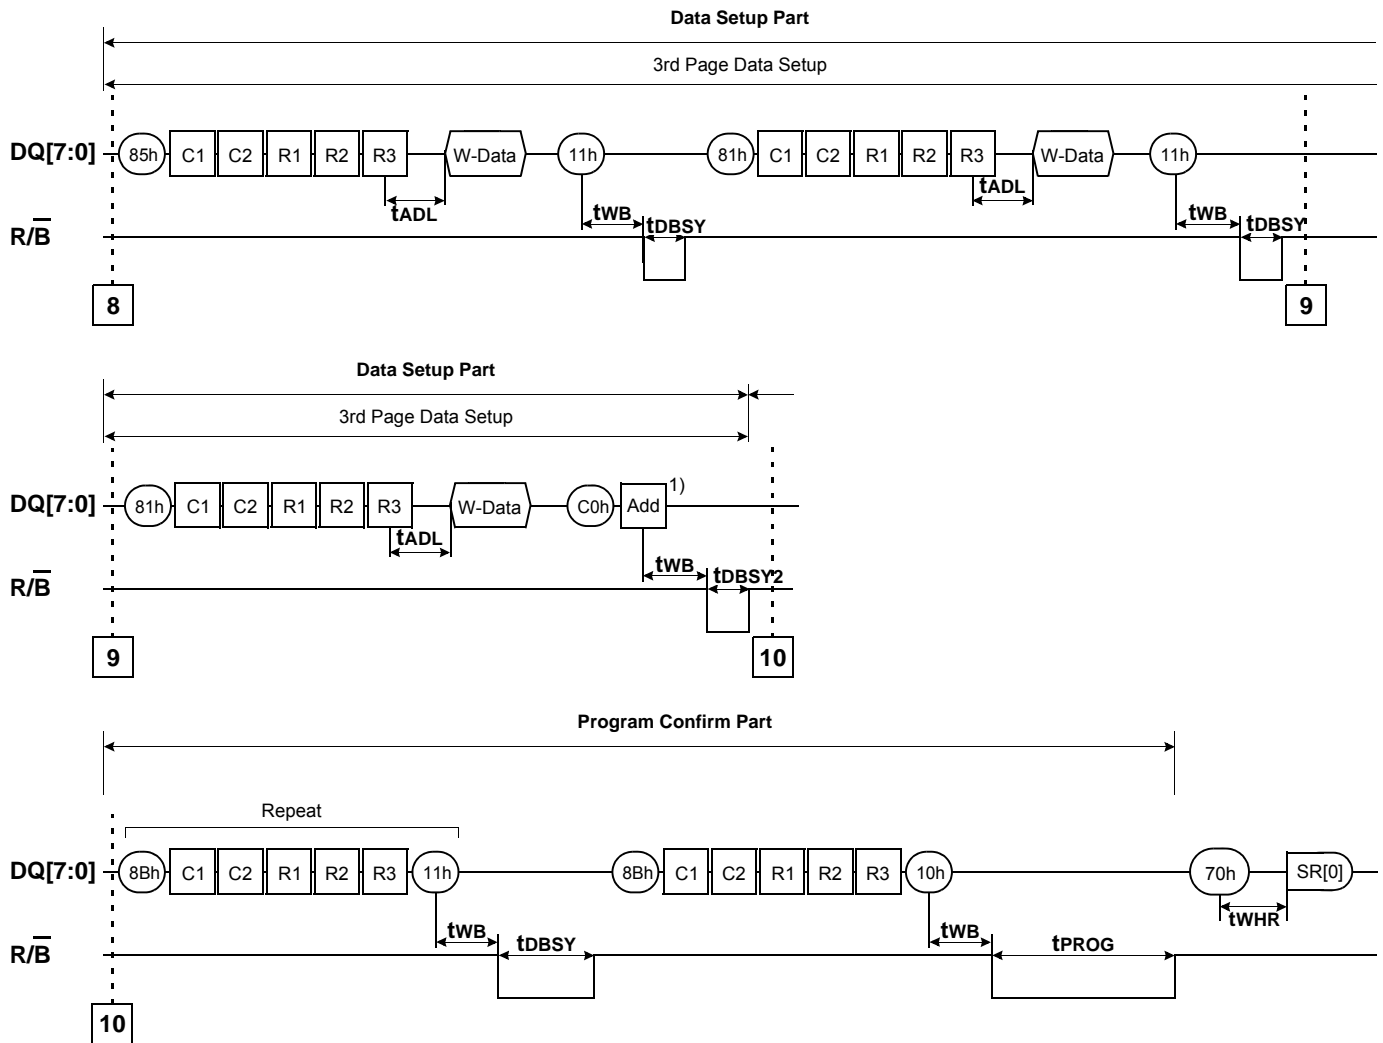 Data Setup Part
3rd Page Data Setup
DQ[7:0] 85h C1 C2 R1 R2 R3 W-Data 11h 81h C1 C2 R1 R2 R3 W-Data 11h
tADL tWB tDBSY tADL tWB tDBSY
R/B
8 9
Data Setup Part
3rd Page Data Setup
DQ[7:0] 81h C1 C2 R1 R2 R3 W-Data C0h Add 1)
tADL tWB tDBSY2
R/B
9 10
Program Confirm Part
Repeat
DQ[7:0] 8Bh C1 C2 R1 R2 R3 11h 8Bh C1 C2 R1 R2 R3 10h 70h SR[0]
tWB tDBSY tWB tPROG tWHR
R/B
10